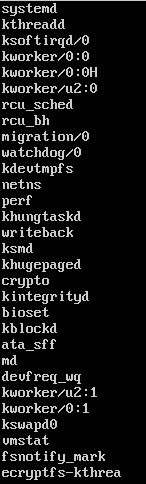 systemd
kthreadd
ksoftirqd/0
kworker/0:0
kworker/0:0H
kworker/u2:0
rcu_sched
rcu_bh
migration/0
watchdog/0
kdevtmpfs
netns
perf
khungtaskd
writeback
ksmd
khugepaged
crypto
kintegrityd
bioset
kblockd
ata_sff
md
devfreq_wq
kworker/u2:1
kworker/0:1
kswapd0
vmstat
fsnotify_mark
ecryptfs-kthrea